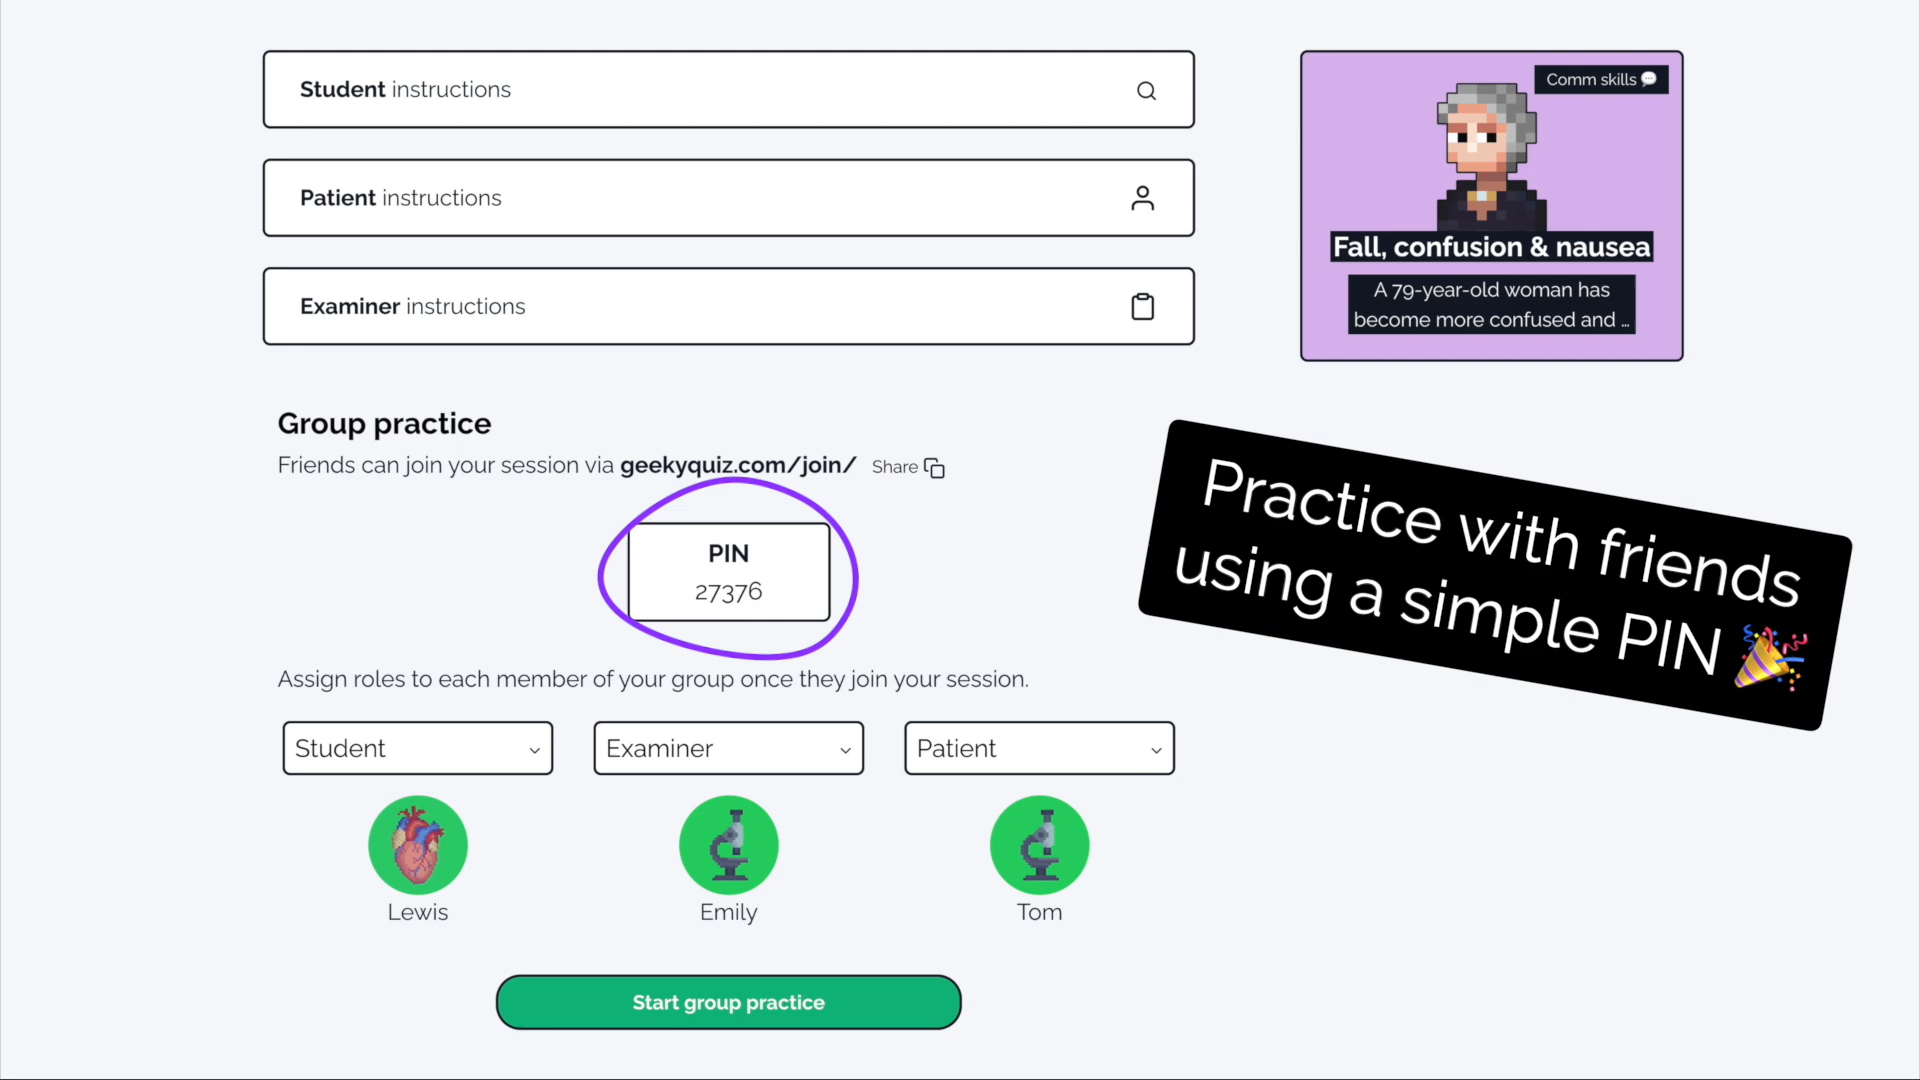 Student instructions
Patient instructions
Examiner instructions
Comm skills 💬
Fall, confusion & nausea
A 79-year-old woman has
become more confused and ...
Group practice
Friends can join your session via geekyquiz.com/join/ Share
PIN
27376
Practice with friends
using a simple PIN 🎉
Assign roles to each member of your group once they join your session.
Student
Examiner
Patient
Lewis
Emily
Tom
Start group practice